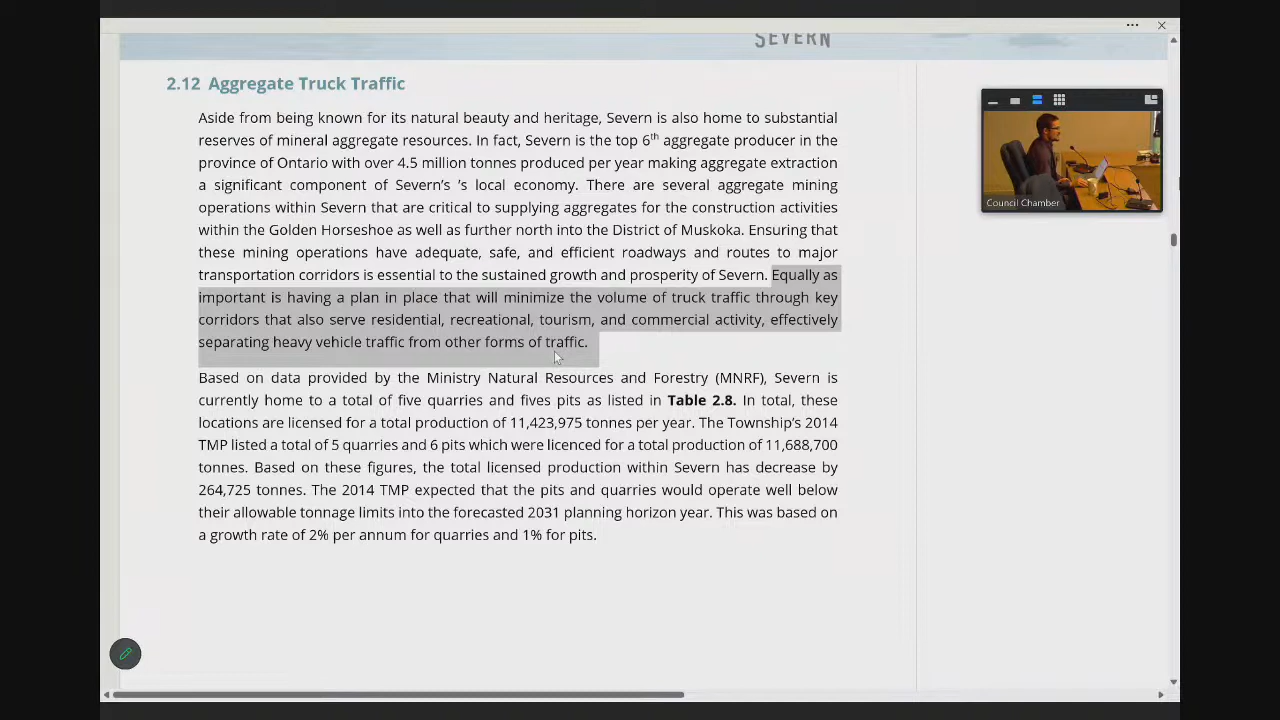 SEVERN
2.12 Aggregate Truck Traffic
Aside from being known for its natural beauty and heritage, Severn is also home to substantial
reserves of mineral aggregate resources. In fact, Severn is the top 6th aggregate producer in the
province of Ontario with over 4.5 million tonnes produced per year making aggregate extraction
a significant component of Severn's 's local economy. There are several aggregate mining
operations within Severn that are critical to supplying aggregates for the construction activities
within the Golden Horseshoe as well as further north into the District of Muskoka. Ensuring that
these mining operations have adequate, safe, and efficient roadways and routes to major
transportation corridors is essential to the sustained growth and prosperity of Severn. Equally as
important is having a plan in place that will minimize the volume of truck traffic through key
corridors that also serve residential, recreational, tourism, and commercial activity, effectively
separating heavy vehicle traffic from other forms of traffic.
Based on data provided by the Ministry Natural Resources and Forestry (MNRF), Severn is
currently home to a total of five quarries and fives pits as listed in Table 2.8. In total, these
locations are licensed for a total production of 11,423,975 tonnes per year. The Township's 2014
TMP listed a total of 5 quarries and 6 pits which were licenced for a total production of 11,688,700
tonnes. Based on these figures, the total licensed production within Severn has decrease by
264,725 tonnes. The 2014 TMP expected that the pits and quarries would operate well below
their allowable tonnage limits into the forecasted 2031 planning horizon year. This was based on
a growth rate of 2% per annum for quarries and 1% for pits.
Council Chamber